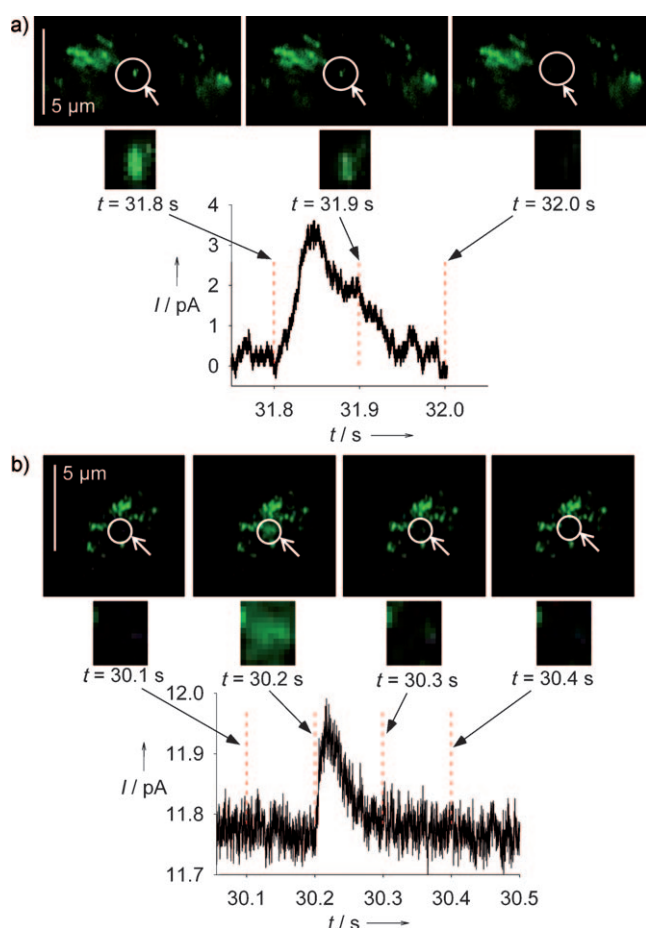 a)
5 µm
t = 31.8 s
t = 31.9 s
t = 32.0 s
4
3
2
1
0
I / pA
31.8
31.9
32.0
t / s
b)
5 µm
t = 30.1 s
t = 30.2 s
t = 30.3 s
t = 30.4 s
12.0
11.9
11.8
11.7
I / pA
30.1
30.2
30.3
30.4
30.5
t / s